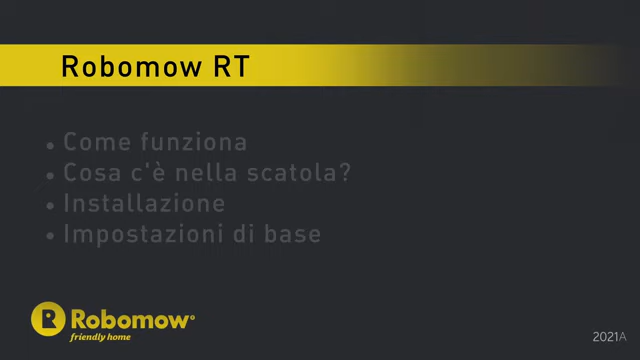 Robomow RT
• Come funziona
• Cosa c'è nella scatola?
• Installazione
• Impostazioni di base
R Robomow®
friendly home
2021A